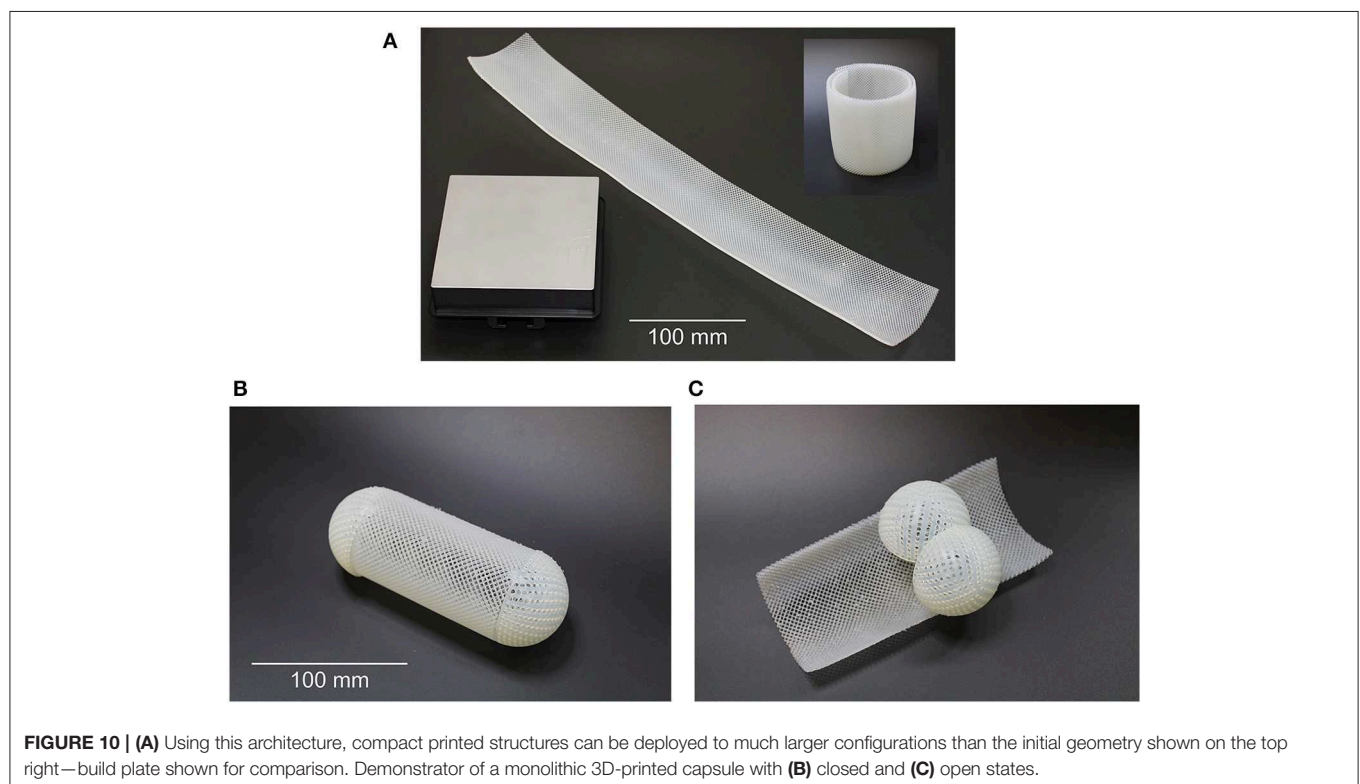 A
100 mm
B
C
100 mm
FIGURE 10 | (A) Using this architecture, compact printed structures can be deployed to much larger configurations than the initial geometry shown on the top
right—build plate shown for comparison. Demonstrator of a monolithic 3D-printed capsule with (B) closed and (C) open states.